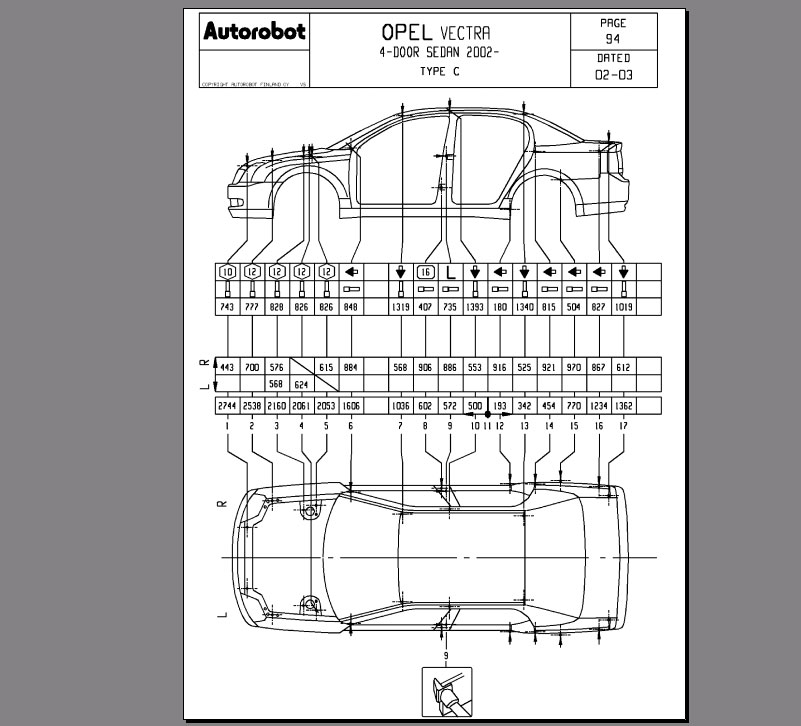 Autorobot
COPYRIGHT AUTOROBOT FINLAND OY V5
OPEL VECTRA
4-DOOR SEDAN 2002-
TYPE C
PAGE
94
DATED
02-03
10 12 12 12 12 16 L
743 777 828 826 826 848 1319 407 735 1393 180 1340 815 504 827 1019
R 443 700 576 615 884 568 906 886 553 916 525 921 970 867 612
L 568 624
2744 2538 2160 2061 2053 1606 1036 602 572 500 193 342 454 770 1234 1362
1 2 3 4 5 6 7 8 9 10 11 12 13 14 15 16 17
R
L
9